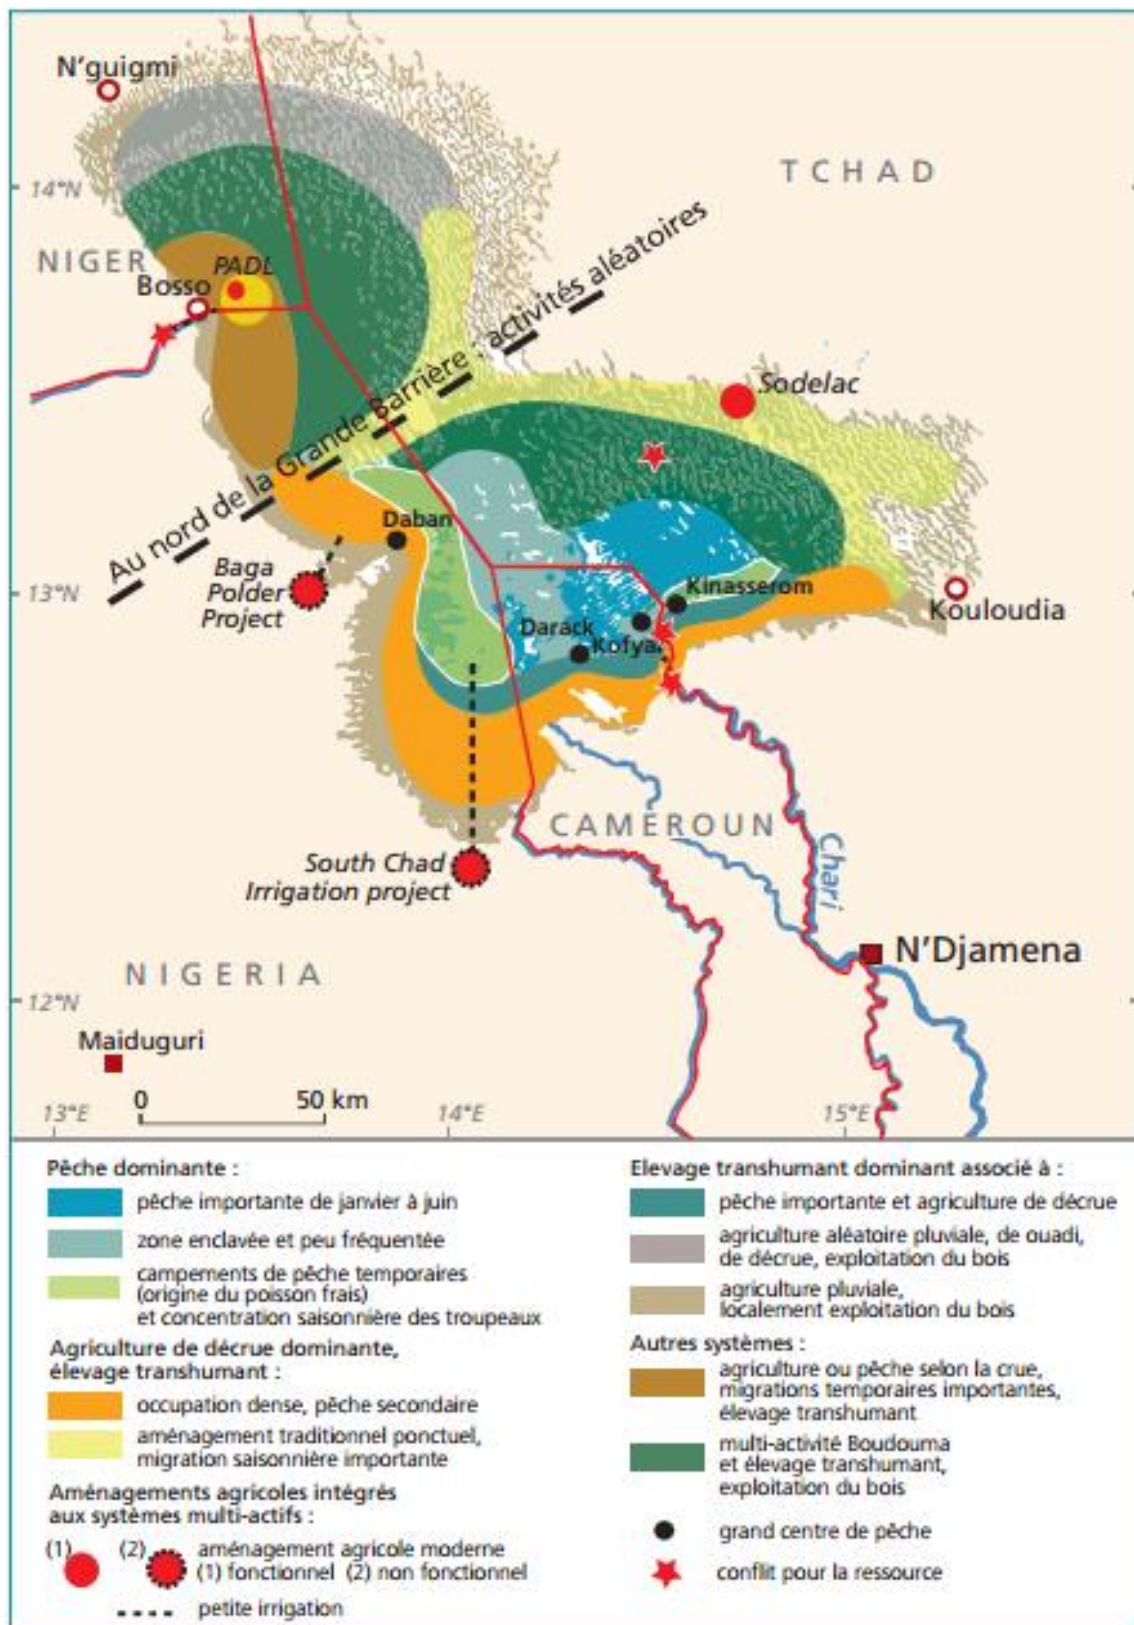 N'guigmi
TCHAD
14°N
NIGER
PADL
Bosso
Au nord de la Grande Barrière : activités aléatoires
Sodelac
Daban
Baga
Polder
Project
13°N
Kinasserom
Kouloudia
Darack
Kofya
CAMEROUN
Chari
South Chad
Irrigation project
N'Djamena
NIGERIA
12°N
Maiduguri
0 50 km
13°E 14°E 15°E
Pêche dominante :
pêche importante de janvier à juin
zone enclavée et peu fréquentée
campements de pêche temporaires
(origine du poisson frais)
et concentration saisonnière des troupeaux
Agriculture de décrue dominante,
élevage transhumant :
occupation dense, pêche secondaire
aménagement traditionnel ponctuel,
migration saisonnière importante
Aménagements agricoles intégrés
aux systèmes multi-actifs :
(1) (2) aménagement agricole moderne
(1) fonctionnel (2) non fonctionnel
petite irrigation
Elevage transhumant dominant associé à :
pêche importante et agriculture de décrue
agriculture aléatoire pluviale, de ouadi,
de décrue, exploitation du bois
agriculture pluviale,
localement exploitation du bois
Autres systèmes :
agriculture ou pêche selon la crue,
migrations temporaires importantes,
élevage transhumant
multi-activité Boudouma
et élevage transhumant,
exploitation du bois
grand centre de pêche
conflit pour la ressource